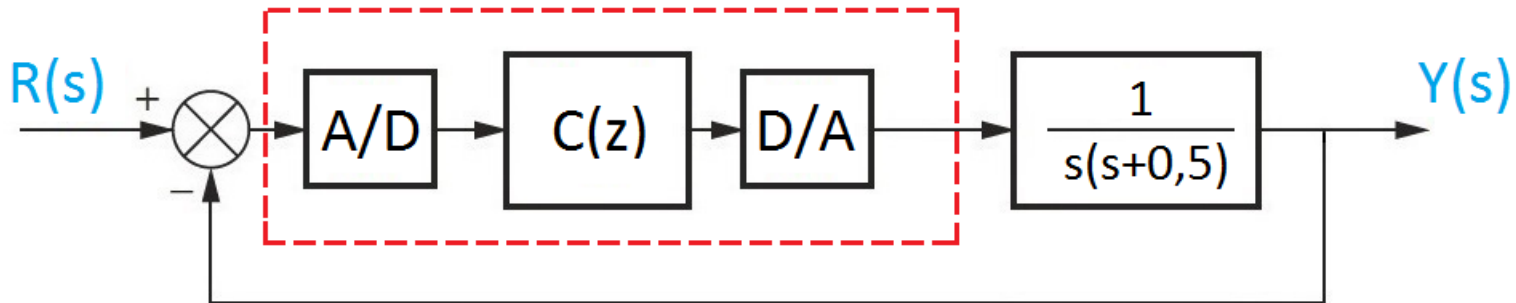 R(s)
+
−
A/D
C(z)
D/A
1
s(s+0,5)
Y(s)